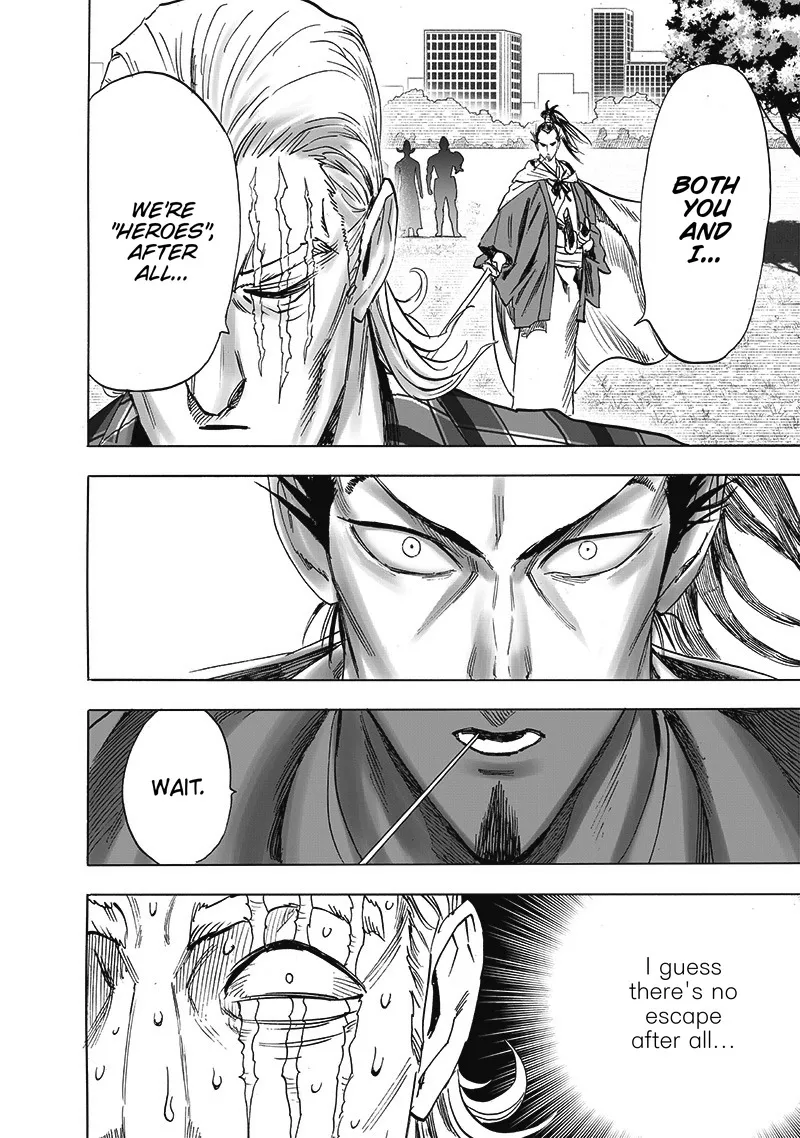 BOTH
YOU
AND
I...
WE'RE
"HEROES",
AFTER
ALL...
WAIT.
I guess
there's no
escape
after all...